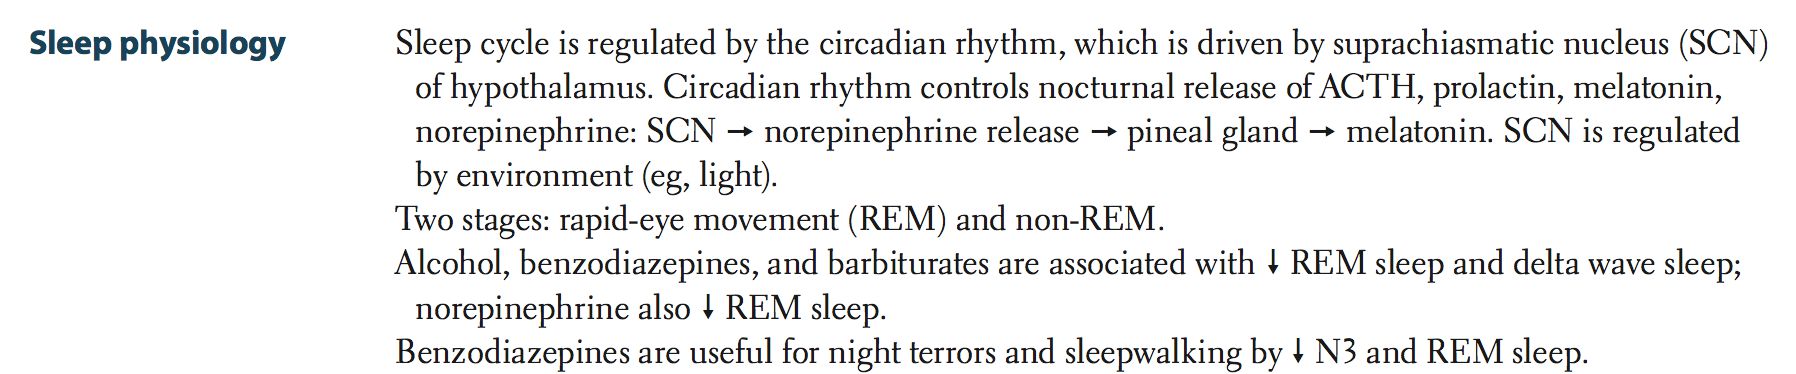 Sleep physiology
Sleep cycle is regulated by the circadian rhythm, which is driven by suprachiasmatic nucleus (SCN)
of hypothalamus. Circadian rhythm controls nocturnal release of ACTH, prolactin, melatonin,
norepinephrine: SCN → norepinephrine release → pineal gland → melatonin. SCN is regulated
by environment (eg, light).
Two stages: rapid-eye movement (REM) and non-REM.
Alcohol, benzodiazepines, and barbiturates are associated with ↓ REM sleep and delta wave sleep;
norepinephrine also ↓ REM sleep.
Benzodiazepines are useful for night terrors and sleepwalking by ↓ N3 and REM sleep.